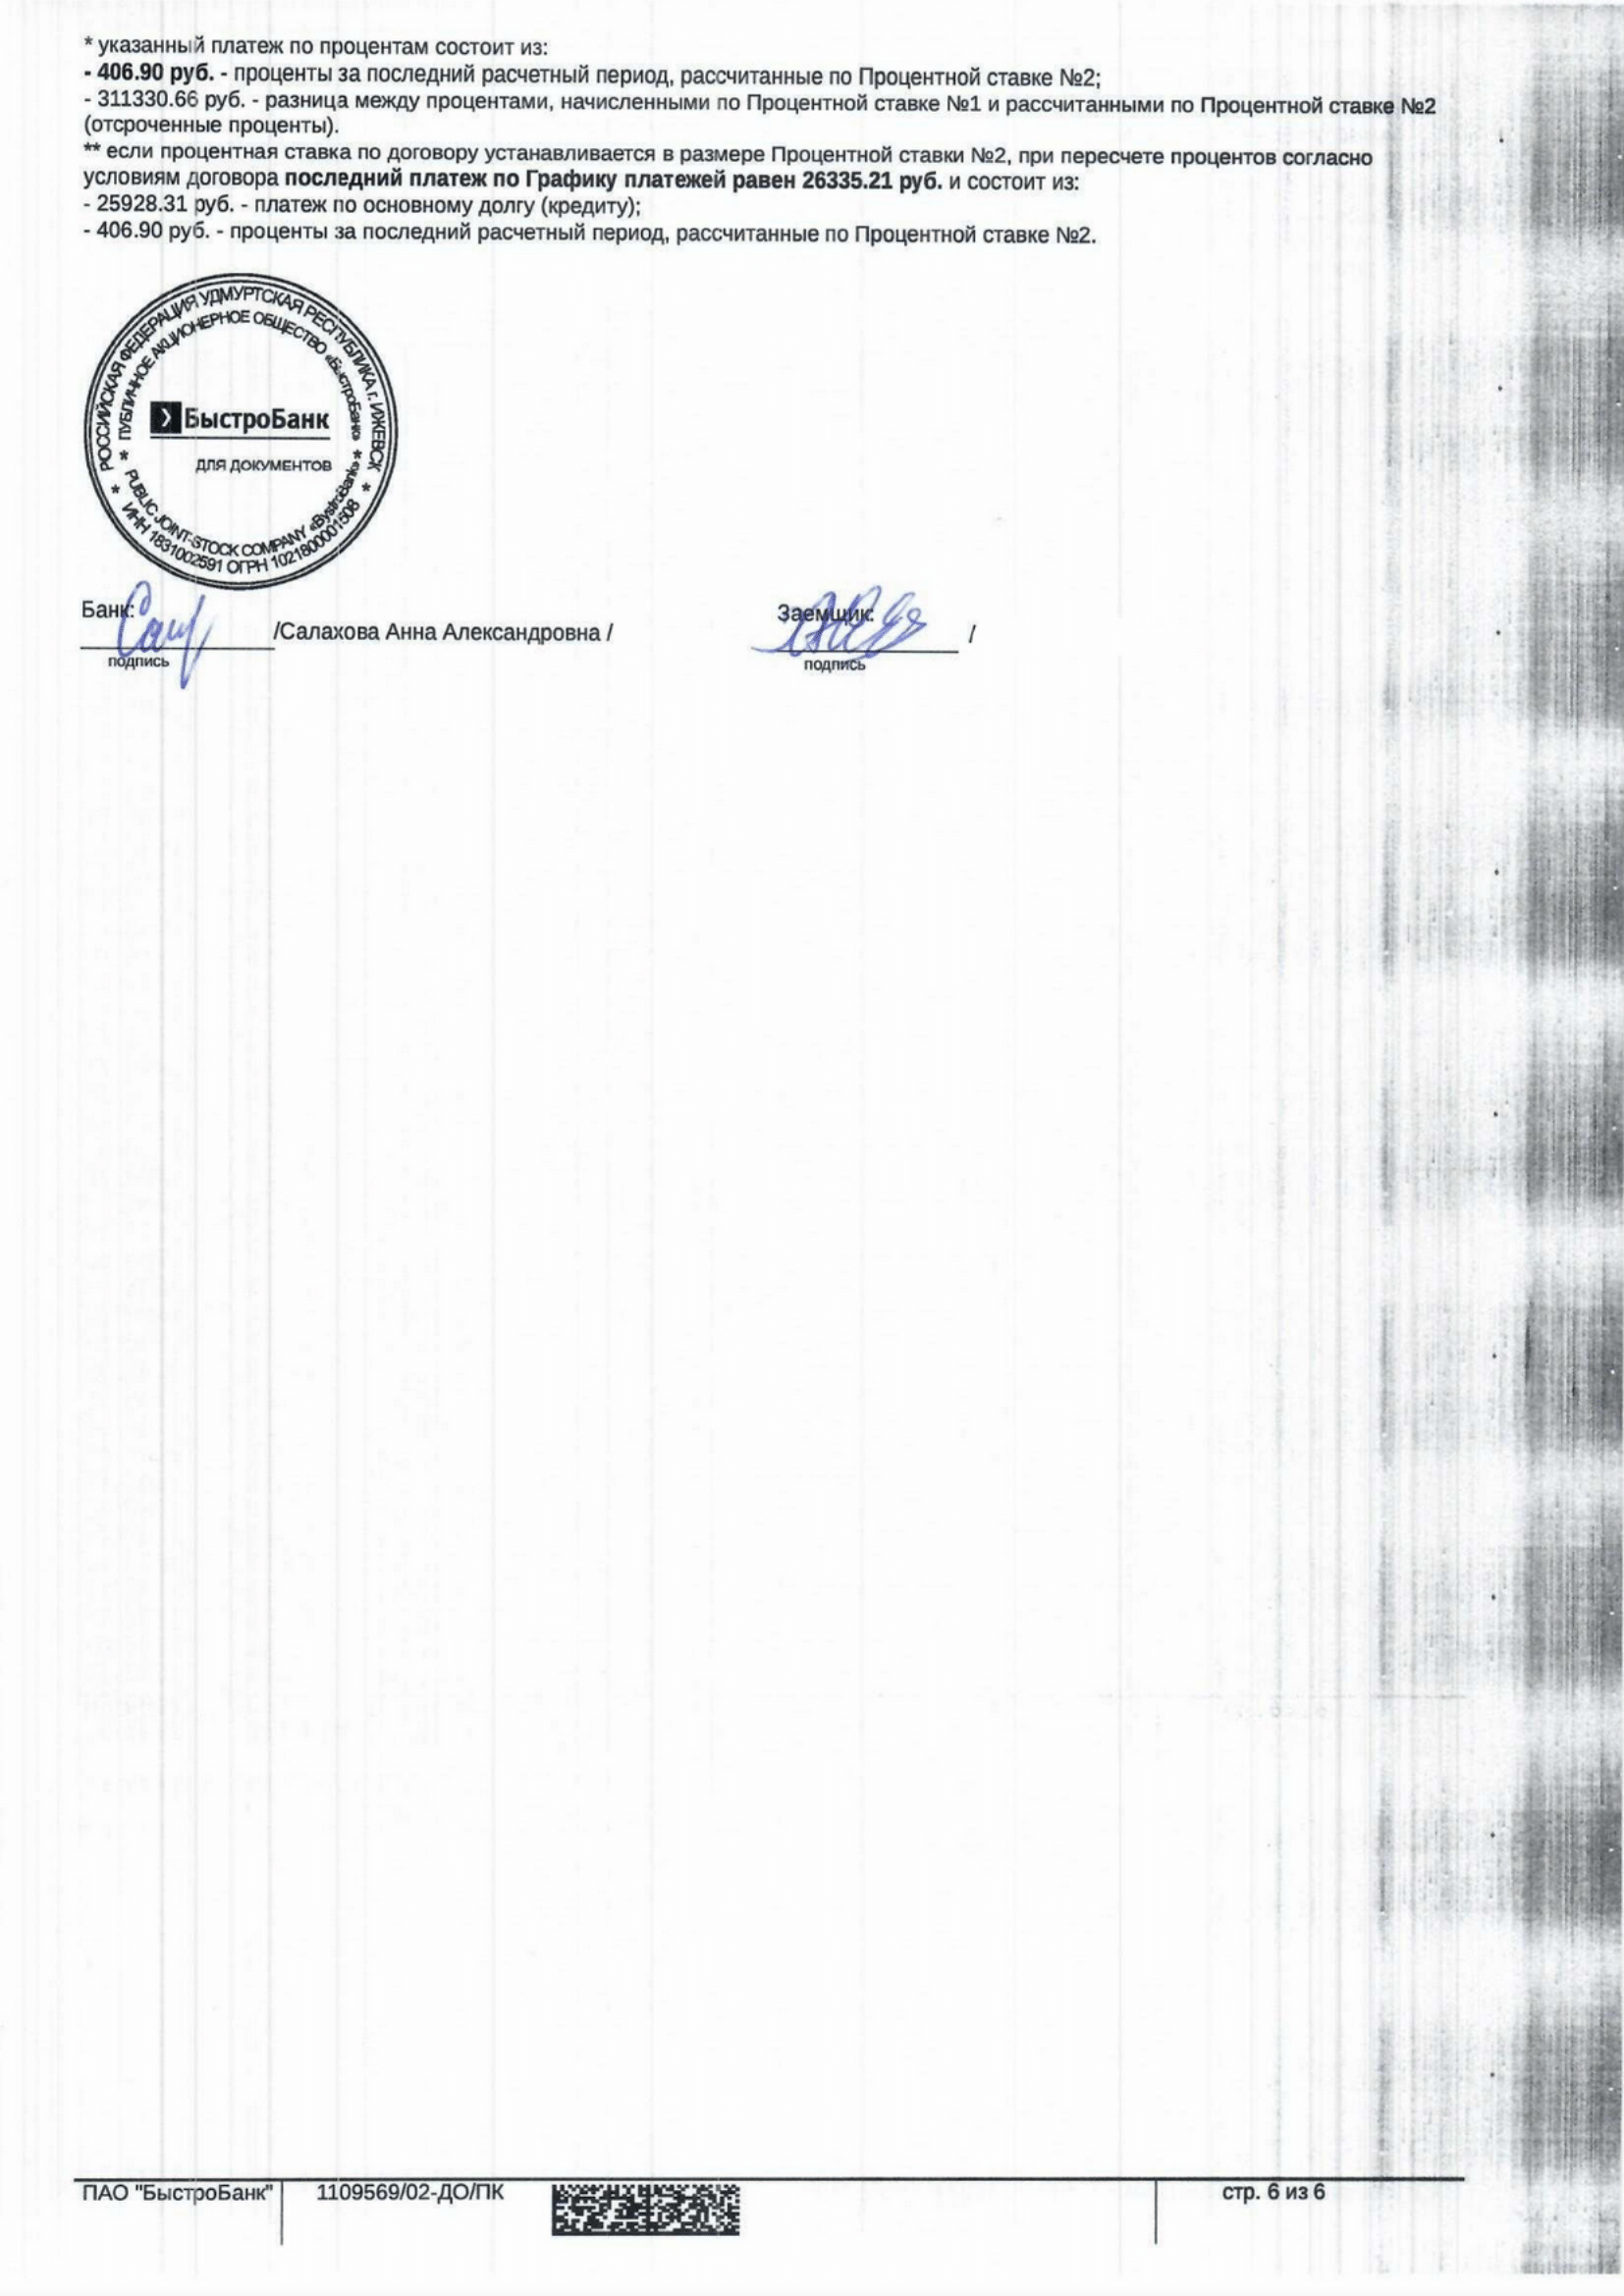 * указанный платеж по процентам состоит из:
- 406.90 руб. - проценты за последний расчетный период, рассчитанные по Процентной ставке №2;
- 311330.66 руб. - разница между процентами, начисленными по Процентной ставке №1 и рассчитанными по Процентной ставке №2
(отсроченные проценты).
** если процентная ставка по договору устанавливается в размере Процентной ставки №2, при пересчете процентов согласно
условиям договора последний платеж по Графику платежей равен 26335.21 руб. и состоит из:
- 25928.31 руб. - платеж по основному долгу (кредиту);
- 406.90 руб. - проценты за последний расчетный период, рассчитанные по Процентной ставке №2.
* РОССИЙСКАЯ ФЕДЕРАЦИЯ УДМУРТСКАЯ РЕСПУБЛИКА г. ИЖЕВСК *
* ПУБЛИЧНОЕ АКЦИОНЕРНОЕ ОБЩЕСТВО «БыстроБанк» *
БыстроБанк
ДЛЯ ДОКУМЕНТОВ
PUBLIC JOINT-STOCK COMPANY «BystroBank»
ИНН 1831002591 ОГРН 1021800001508
Банк:
/Салахова Анна Александровна /
подпись
Заемщик:
/
подпись
ПАО "БыстроБанк"
1109569/02-ДО/ПК
стр. 6 из 6